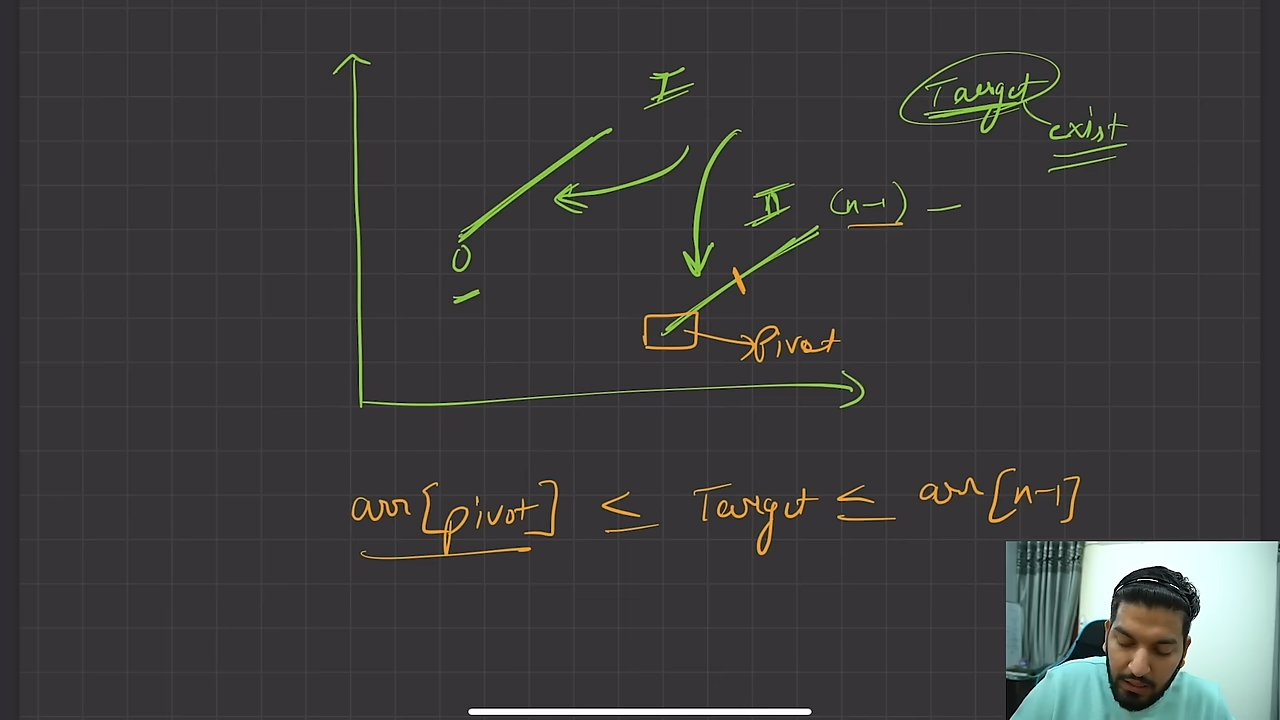 I
Target
exist
II (n-1) -
0
Pivot
arr[pivot] ≤ Target ≤ arr[n-1]